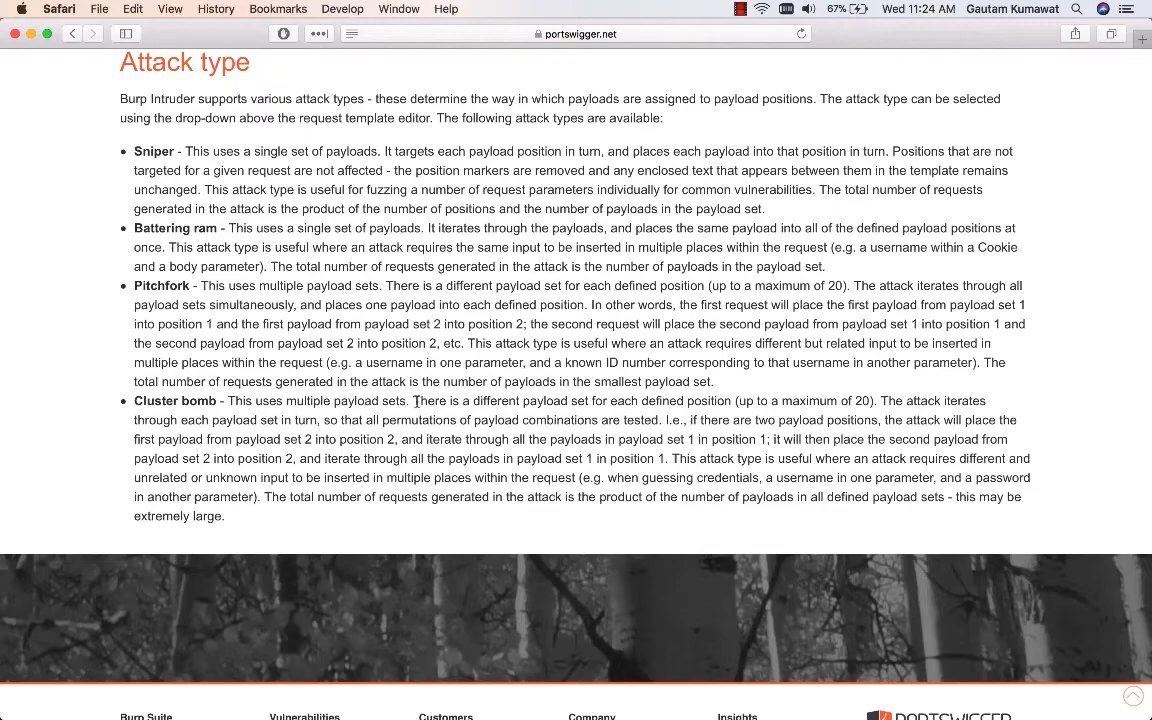 Safari File Edit View History Bookmarks Develop Window Help 67% Wed 11:24 AM Gautam Kumawat
portswigger.net
Attack type
Burp Intruder supports various attack types - these determine the way in which payloads are assigned to payload positions. The attack type can be selected
using the drop-down above the request template editor. The following attack types are available:
• Sniper - This uses a single set of payloads. It targets each payload position in turn, and places each payload into that position in turn. Positions that are not
targeted for a given request are not affected - the position markers are removed and any enclosed text that appears between them in the template remains
unchanged. This attack type is useful for fuzzing a number of request parameters individually for common vulnerabilities. The total number of requests
generated in the attack is the product of the number of positions and the number of payloads in the payload set.
• Battering ram - This uses a single set of payloads. It iterates through the payloads, and places the same payload into all of the defined payload positions at
once. This attack type is useful where an attack requires the same input to be inserted in multiple places within the request (e.g. a username within a Cookie
and a body parameter). The total number of requests generated in the attack is the number of payloads in the payload set.
• Pitchfork - This uses multiple payload sets. There is a different payload set for each defined position (up to a maximum of 20). The attack iterates through all
payload sets simultaneously, and places one payload into each defined position. In other words, the first request will place the first payload from payload set 1
into position 1 and the first payload from payload set 2 into position 2; the second request will place the second payload from payload set 1 into position 1 and
the second payload from payload set 2 into position 2, etc. This attack type is useful where an attack requires different but related input to be inserted in
multiple places within the request (e.g. a username in one parameter, and a known ID number corresponding to that username in another parameter). The
total number of requests generated in the attack is the number of payloads in the smallest payload set.
• Cluster bomb - This uses multiple payload sets. There is a different payload set for each defined position (up to a maximum of 20). The attack iterates
through each payload set in turn, so that all permutations of payload combinations are tested. I.e., if there are two payload positions, the attack will place the
first payload from payload set 2 into position 2, and iterate through all the payloads in payload set 1 in position 1; it will then place the second payload from
payload set 2 into position 2, and iterate through all the payloads in payload set 1 in position 1. This attack type is useful where an attack requires different and
unrelated or unknown input to be inserted in multiple places within the request (e.g. when guessing credentials, a username in one parameter, and a password
in another parameter). The total number of requests generated in the attack is the product of the number of payloads in all defined payload sets - this may be
extremely large.
Burp Suite Vulnerabilities Customers Company Insights PORTSWIGGER